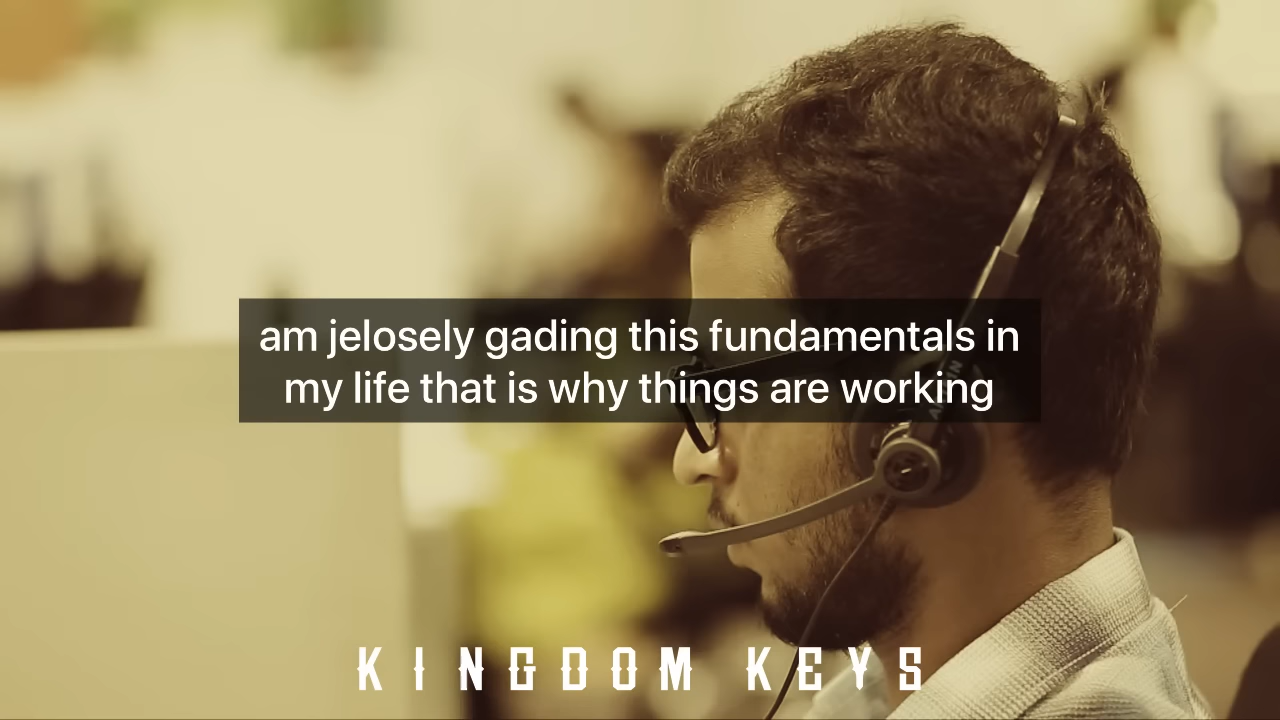 am jelosely gading this fundamentals in
my life that is why things are working
KINGDOM KEYS